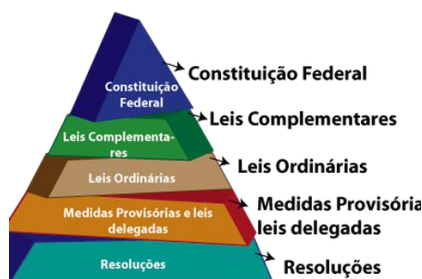 Constituição
Federal
Constituição Federal
Leis Complementa-
res
Leis Complementares
Leis Ordinárias
Leis Ordinárias
Medidas Provisórias e leis
delegadas
Medidas Provisória
leis delegadas
Resoluções
Resoluções